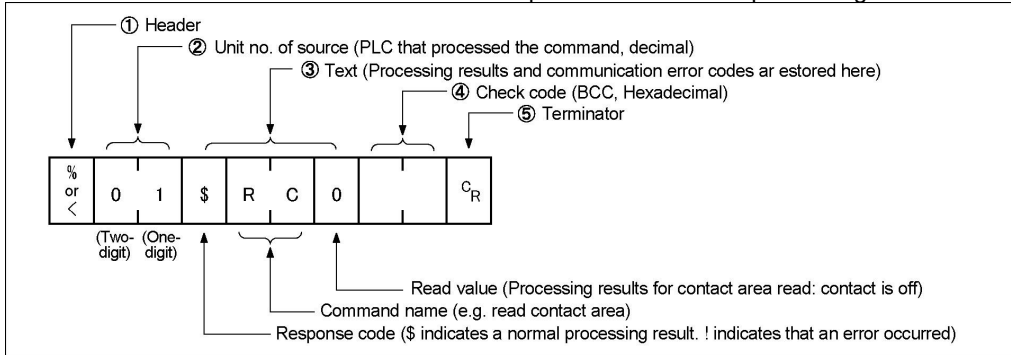 ① Header
② Unit no. of source (PLC that processed the command, decimal)
③ Text (Processing results and communication error codes ar estored here)
④ Check code (BCC, Hexadecimal)
⑤ Terminator
% or < 0 1 $ R C 0 CR
(Two-digit) (One-digit)
Read value (Processing results for contact area read: contact is off)
Command name (e.g. read contact area)
Response code ($ indicates a normal processing result. ! indicates that an error occurred)